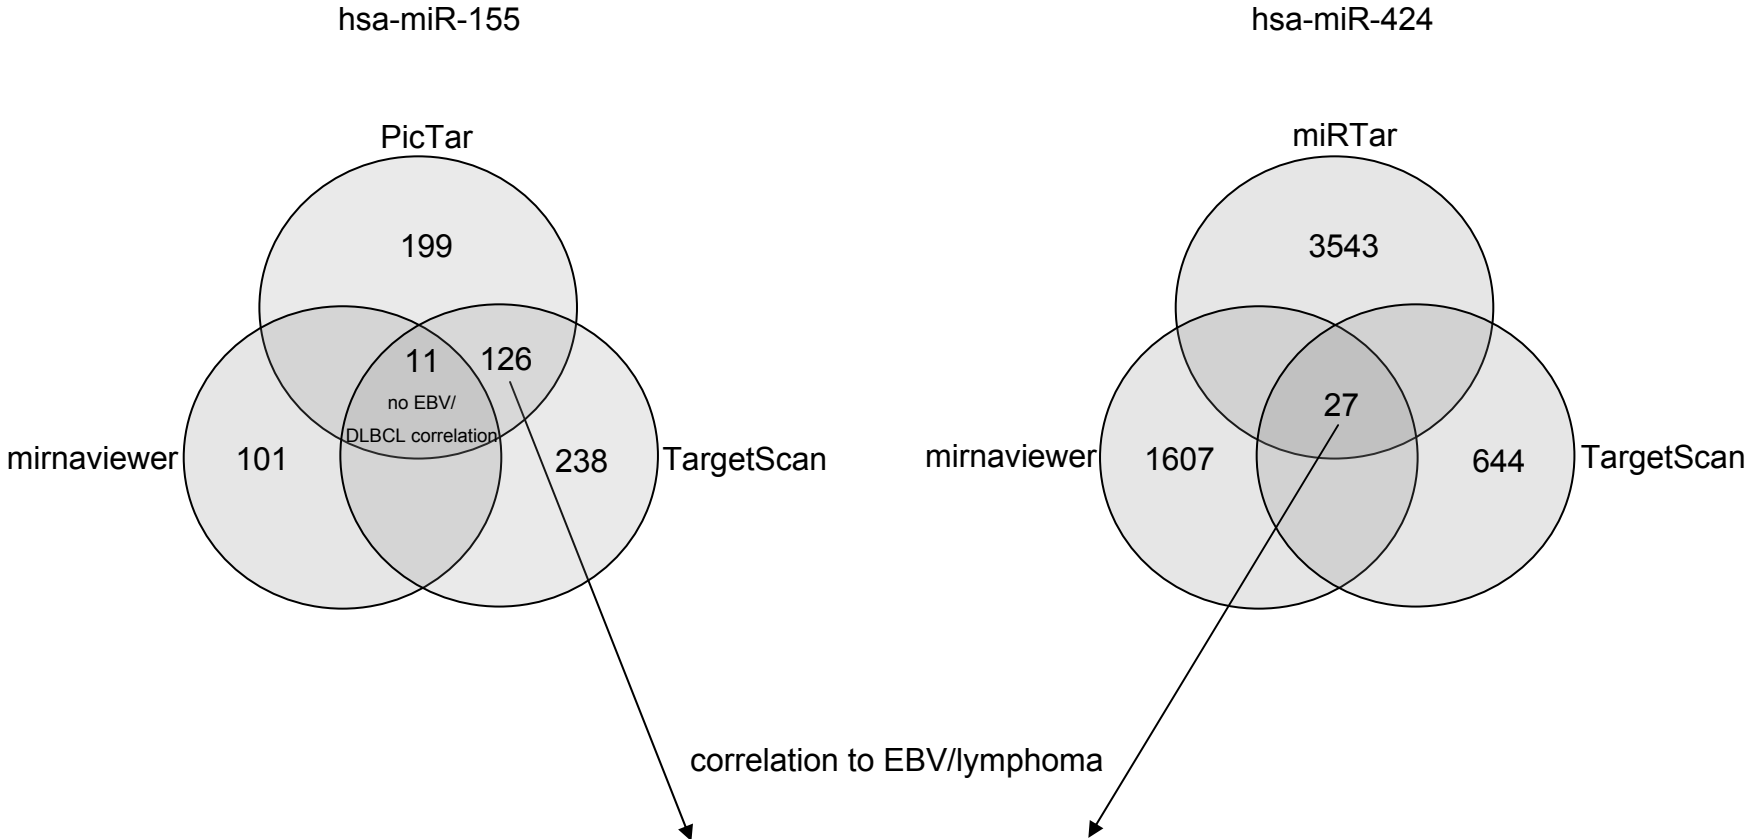 hsa-miR-155
hsa-miR-424
PicTar
miRTar
199
3543
11
126
no EBV/
DLBCL correlation
27
mirnaviewer
101
238
TargetScan
mirnaviewer
1607
644
TargetScan
correlation to EBV/lymphoma